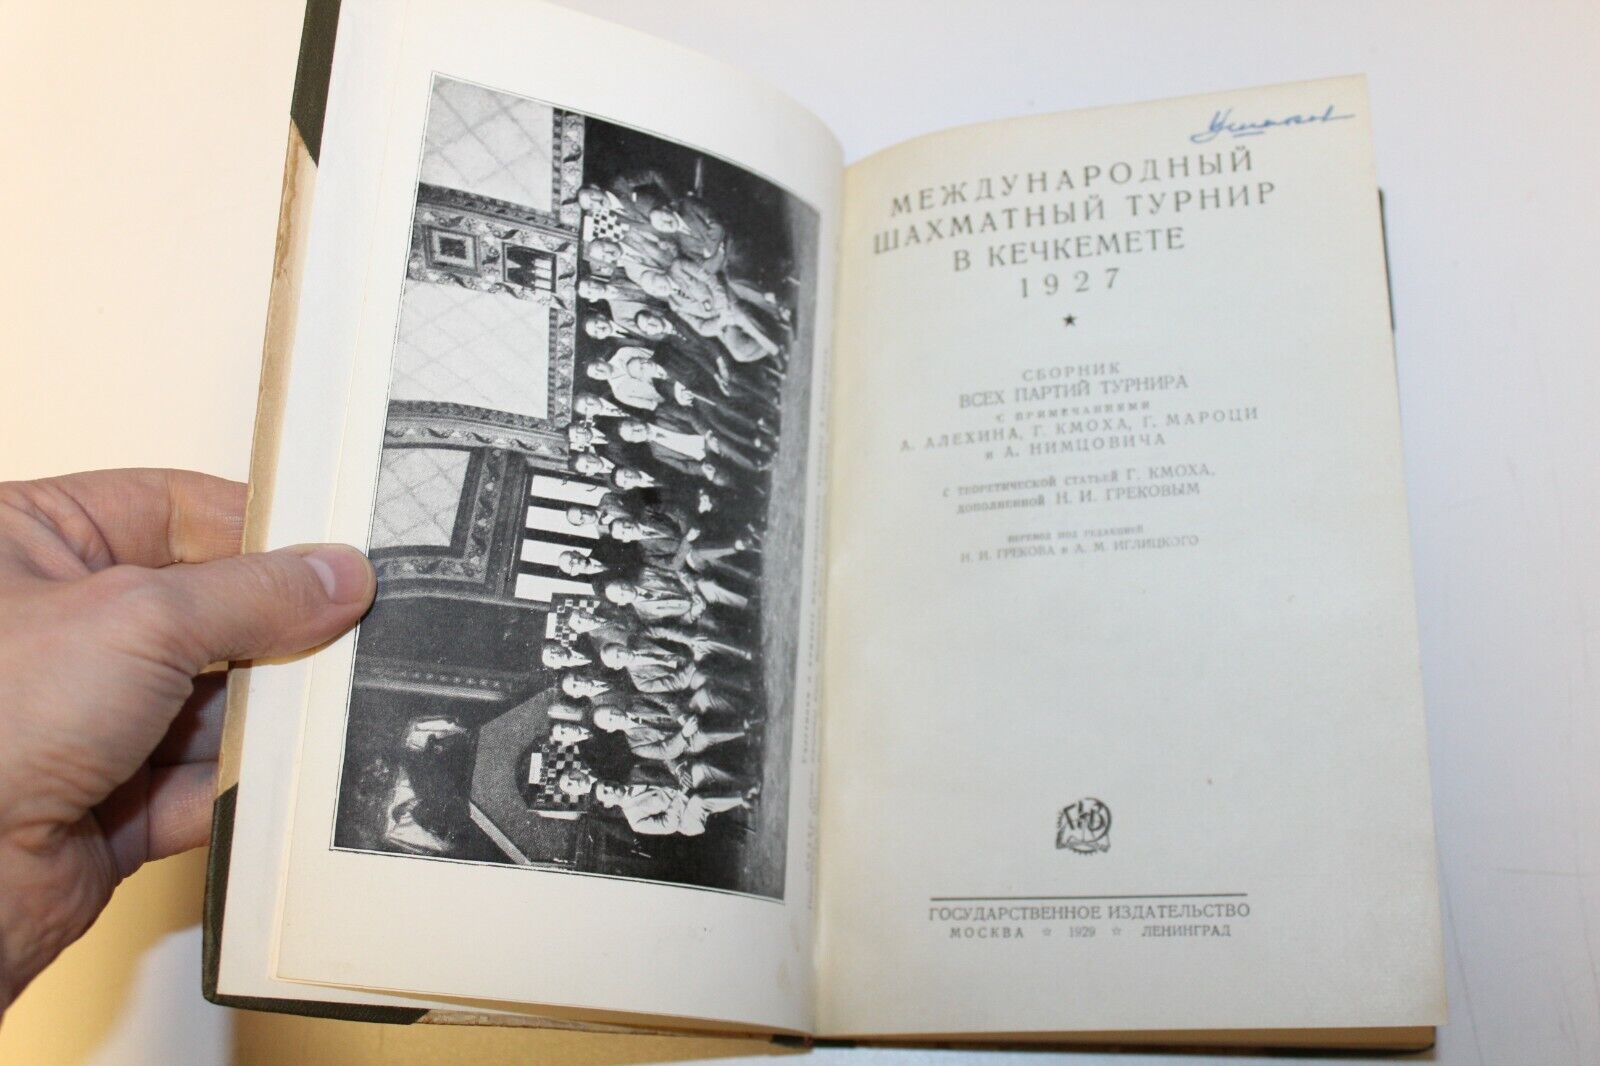 МЕЖДУНАРОДНЫЙ
ШАХМАТНЫЙ ТУРНИР
В КЕЧКЕМЕТЕ
1927
★
СБОРНИК
ВСЕХ ПАРТИЙ ТУРНИРА
С ПРИМЕЧАНИЯМИ
А. АЛЕХИНА, Г. КМОХА, Г. МАРОЦИ
и А. НИМЦОВИЧА
С ТЕОРЕТИЧЕСКОЙ СТАТЬЕЙ Г. КМОХА,
ДОПОЛНЕННОЙ Н. И. ГРЕКОВЫМ
ПЕРЕВОД ПОД РЕДАКЦИЕЙ
Н. И. ГРЕКОВА и А. М. ИГЛИЦКОГО
ГОСУДАРСТВЕННОЕ ИЗДАТЕЛЬСТВО
МОСКВА ☆ 1929 ☆ ЛЕНИНГРАД